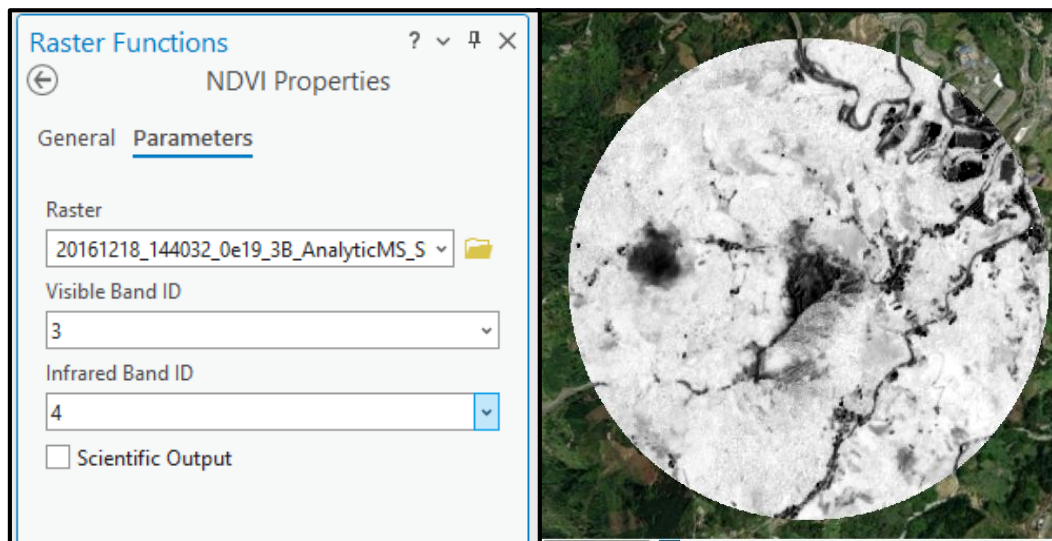 Raster Functions
?
NDVI Properties
General Parameters
Raster
20161218_144032_0e19_3B_AnalyticMS_S
Visible Band ID
3
Infrared Band ID
4
Scientific Output